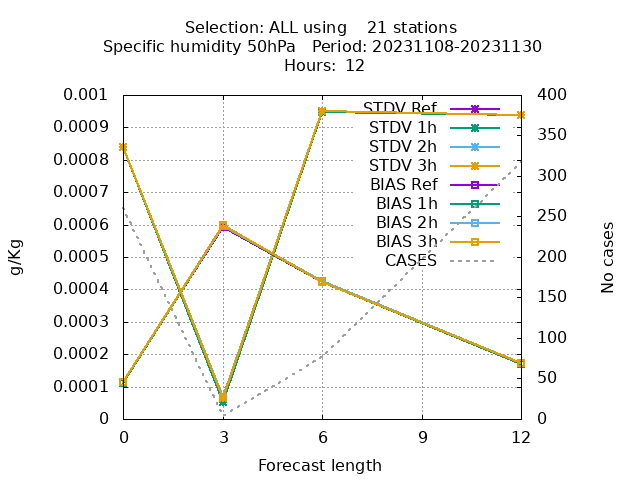 Selection: ALL using    21 stations
Specific humidity 50hPa   Period: 20231108-20231130
Hours: 12
0.001
0.0009
0.0008
0.0007
0.0006
0.0005
0.0004
0.0003
0.0002
0.0001
0
g/Kg
STDV Ref
STDV 1h
STDV 2h
STDV 3h
BIAS Ref
BIAS 1h
BIAS 2h
BIAS 3h
CASES
400
350
300
250
200
150
100
50
0
No cases
0 3 6 9 12
Forecast length